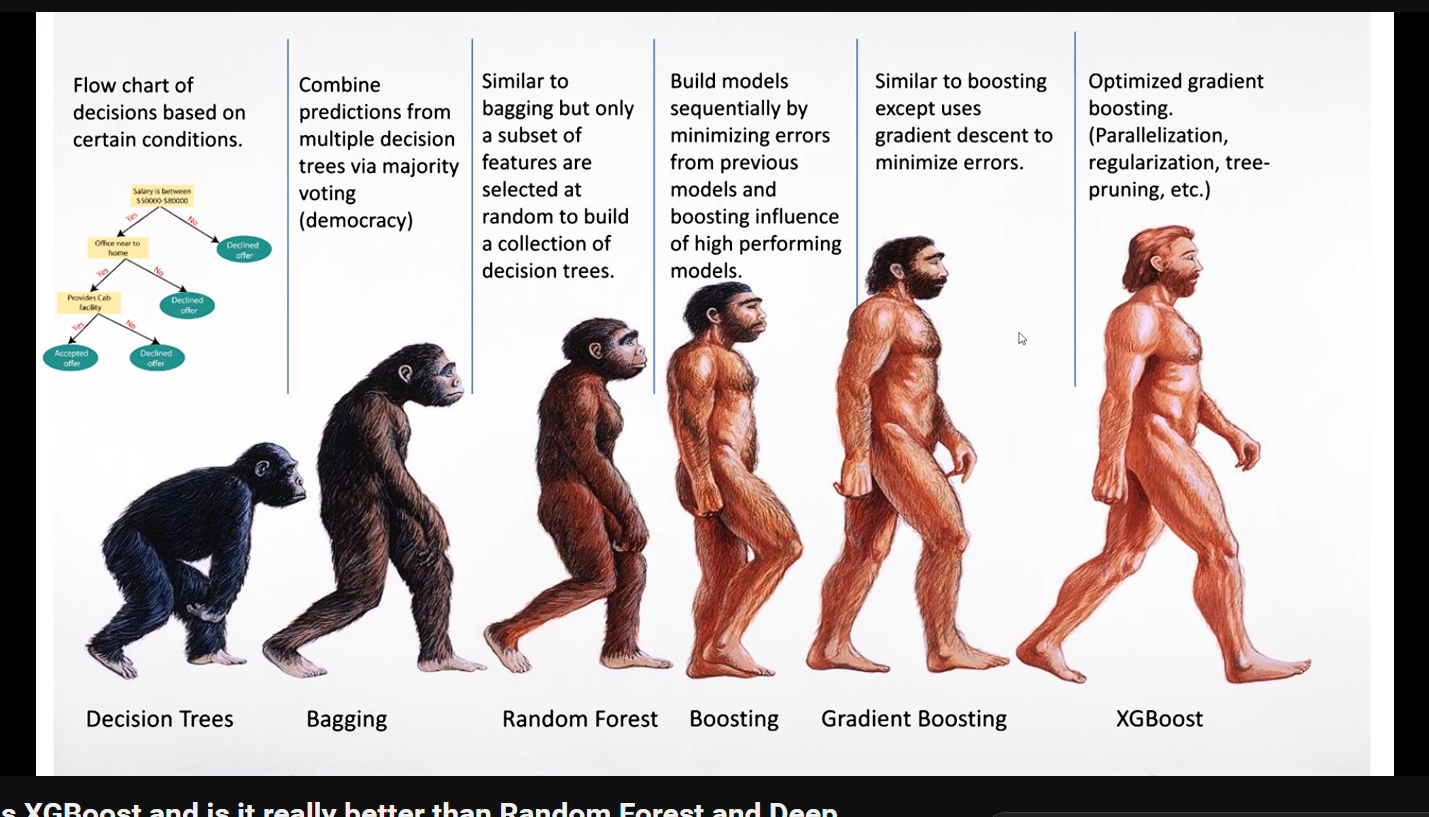 Flow chart of
decisions based on
certain conditions.
Salary is between
$50000-$80000
Yes
No
Office near to
home
Declined
offer
Yes
No
Provides Cab
facility
Declined
offer
Yes
No
Accepted
offer
Declined
offer
Combine
predictions from
multiple decision
trees via majority
voting
(democracy)
Similar to
bagging but only
a subset of
features are
selected at
random to build
a collection of
decision trees.
Build models
sequentially by
minimizing errors
from previous
models and
boosting influence
of high performing
models.
Similar to boosting
except uses
gradient descent to
minimize errors.
Optimized gradient
boosting.
(Parallelization,
regularization, tree-
pruning, etc.)
Decision Trees
Bagging
Random Forest
Boosting
Gradient Boosting
XGBoost
s XGBoost and is it really better than Random Forest and Deep